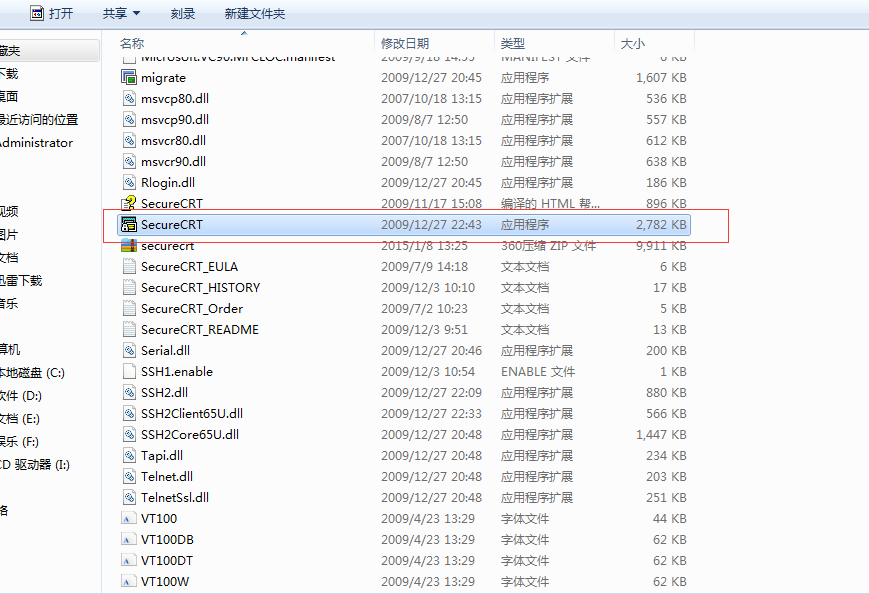 打开 共享 刻录 新建文件夹
名称 修改日期 类型 大小
Microsoft.VC90.MFCLOC.manifest MANIFEST 文件 KB
migrate 2009/12/27 20:45 应用程序 1,607 KB
msvcp80.dll 2007/10/18 13:15 应用程序扩展 536 KB
msvcp90.dll 2009/8/7 12:50 应用程序扩展 557 KB
msvcr80.dll 2007/10/18 13:15 应用程序扩展 612 KB
msvcr90.dll 2009/8/7 12:50 应用程序扩展 638 KB
Rlogin.dll 2009/12/27 20:45 应用程序扩展 186 KB
SecureCRT 2009/11/17 15:08 编译的 HTML 帮... 896 KB
SecureCRT 2009/12/27 22:43 应用程序 2,782 KB
securecrt 2015/1/8 13:25 360压缩 ZIP 文件 9,911 KB
SecureCRT_EULA 2009/7/9 14:18 文本文档 6 KB
SecureCRT_HISTORY 2009/12/3 10:10 文本文档 17 KB
SecureCRT_Order 2009/7/2 10:23 文本文档 5 KB
SecureCRT_README 2009/12/3 9:51 文本文档 13 KB
Serial.dll 2009/12/27 20:46 应用程序扩展 200 KB
SSH1.enable 2009/12/3 10:54 ENABLE 文件 1 KB
SSH2.dll 2009/12/27 22:09 应用程序扩展 880 KB
SSH2Client65U.dll 2009/12/27 22:33 应用程序扩展 566 KB
SSH2Core65U.dll 2009/12/27 20:48 应用程序扩展 1,447 KB
Tapi.dll 2009/12/27 20:48 应用程序扩展 234 KB
Telnet.dll 2009/12/27 20:48 应用程序扩展 203 KB
TelnetSsl.dll 2009/12/27 20:48 应用程序扩展 251 KB
VT100 2009/4/23 13:29 字体文件 44 KB
VT100DB 2009/4/23 13:29 字体文件 62 KB
VT100DT 2009/4/23 13:29 字体文件 62 KB
VT100W 2009/4/23 13:29 字体文件 62 KB
藏夹
下载
桌面
最近访问的位置
Administrator
视频
图片
文档
迅雷下载
音乐
算机
本地磁盘 (C:)
软件 (D:)
文档 (E:)
娱乐 (F:)
CD 驱动器 (I:)
络